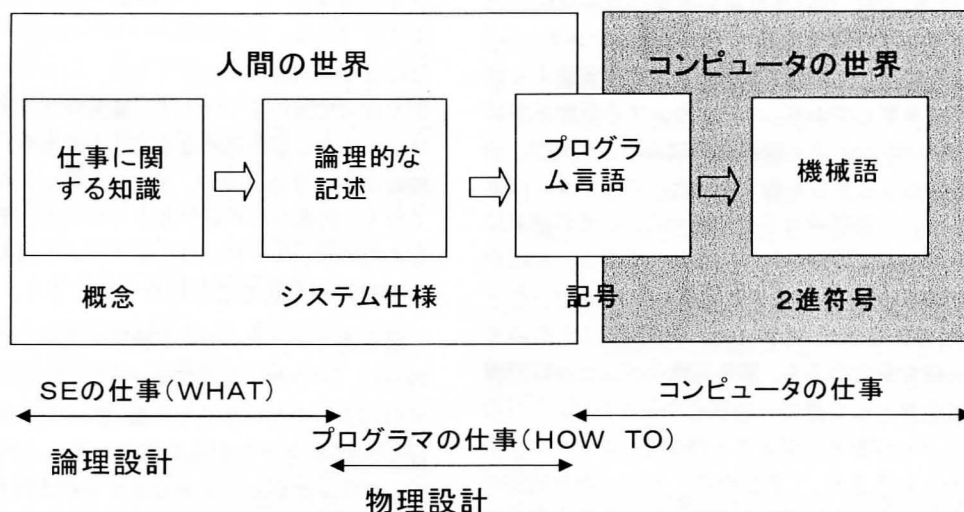 人間の世界
コンピュータの世界
仕事に関
する知識
論理的な
記述
プログラ
ム言語
機械語
概念
システム仕様
記号
2進符号
SEの仕事(WHAT)
コンピュータの仕事
プログラマの仕事(HOW TO)
論理設計
物理設計